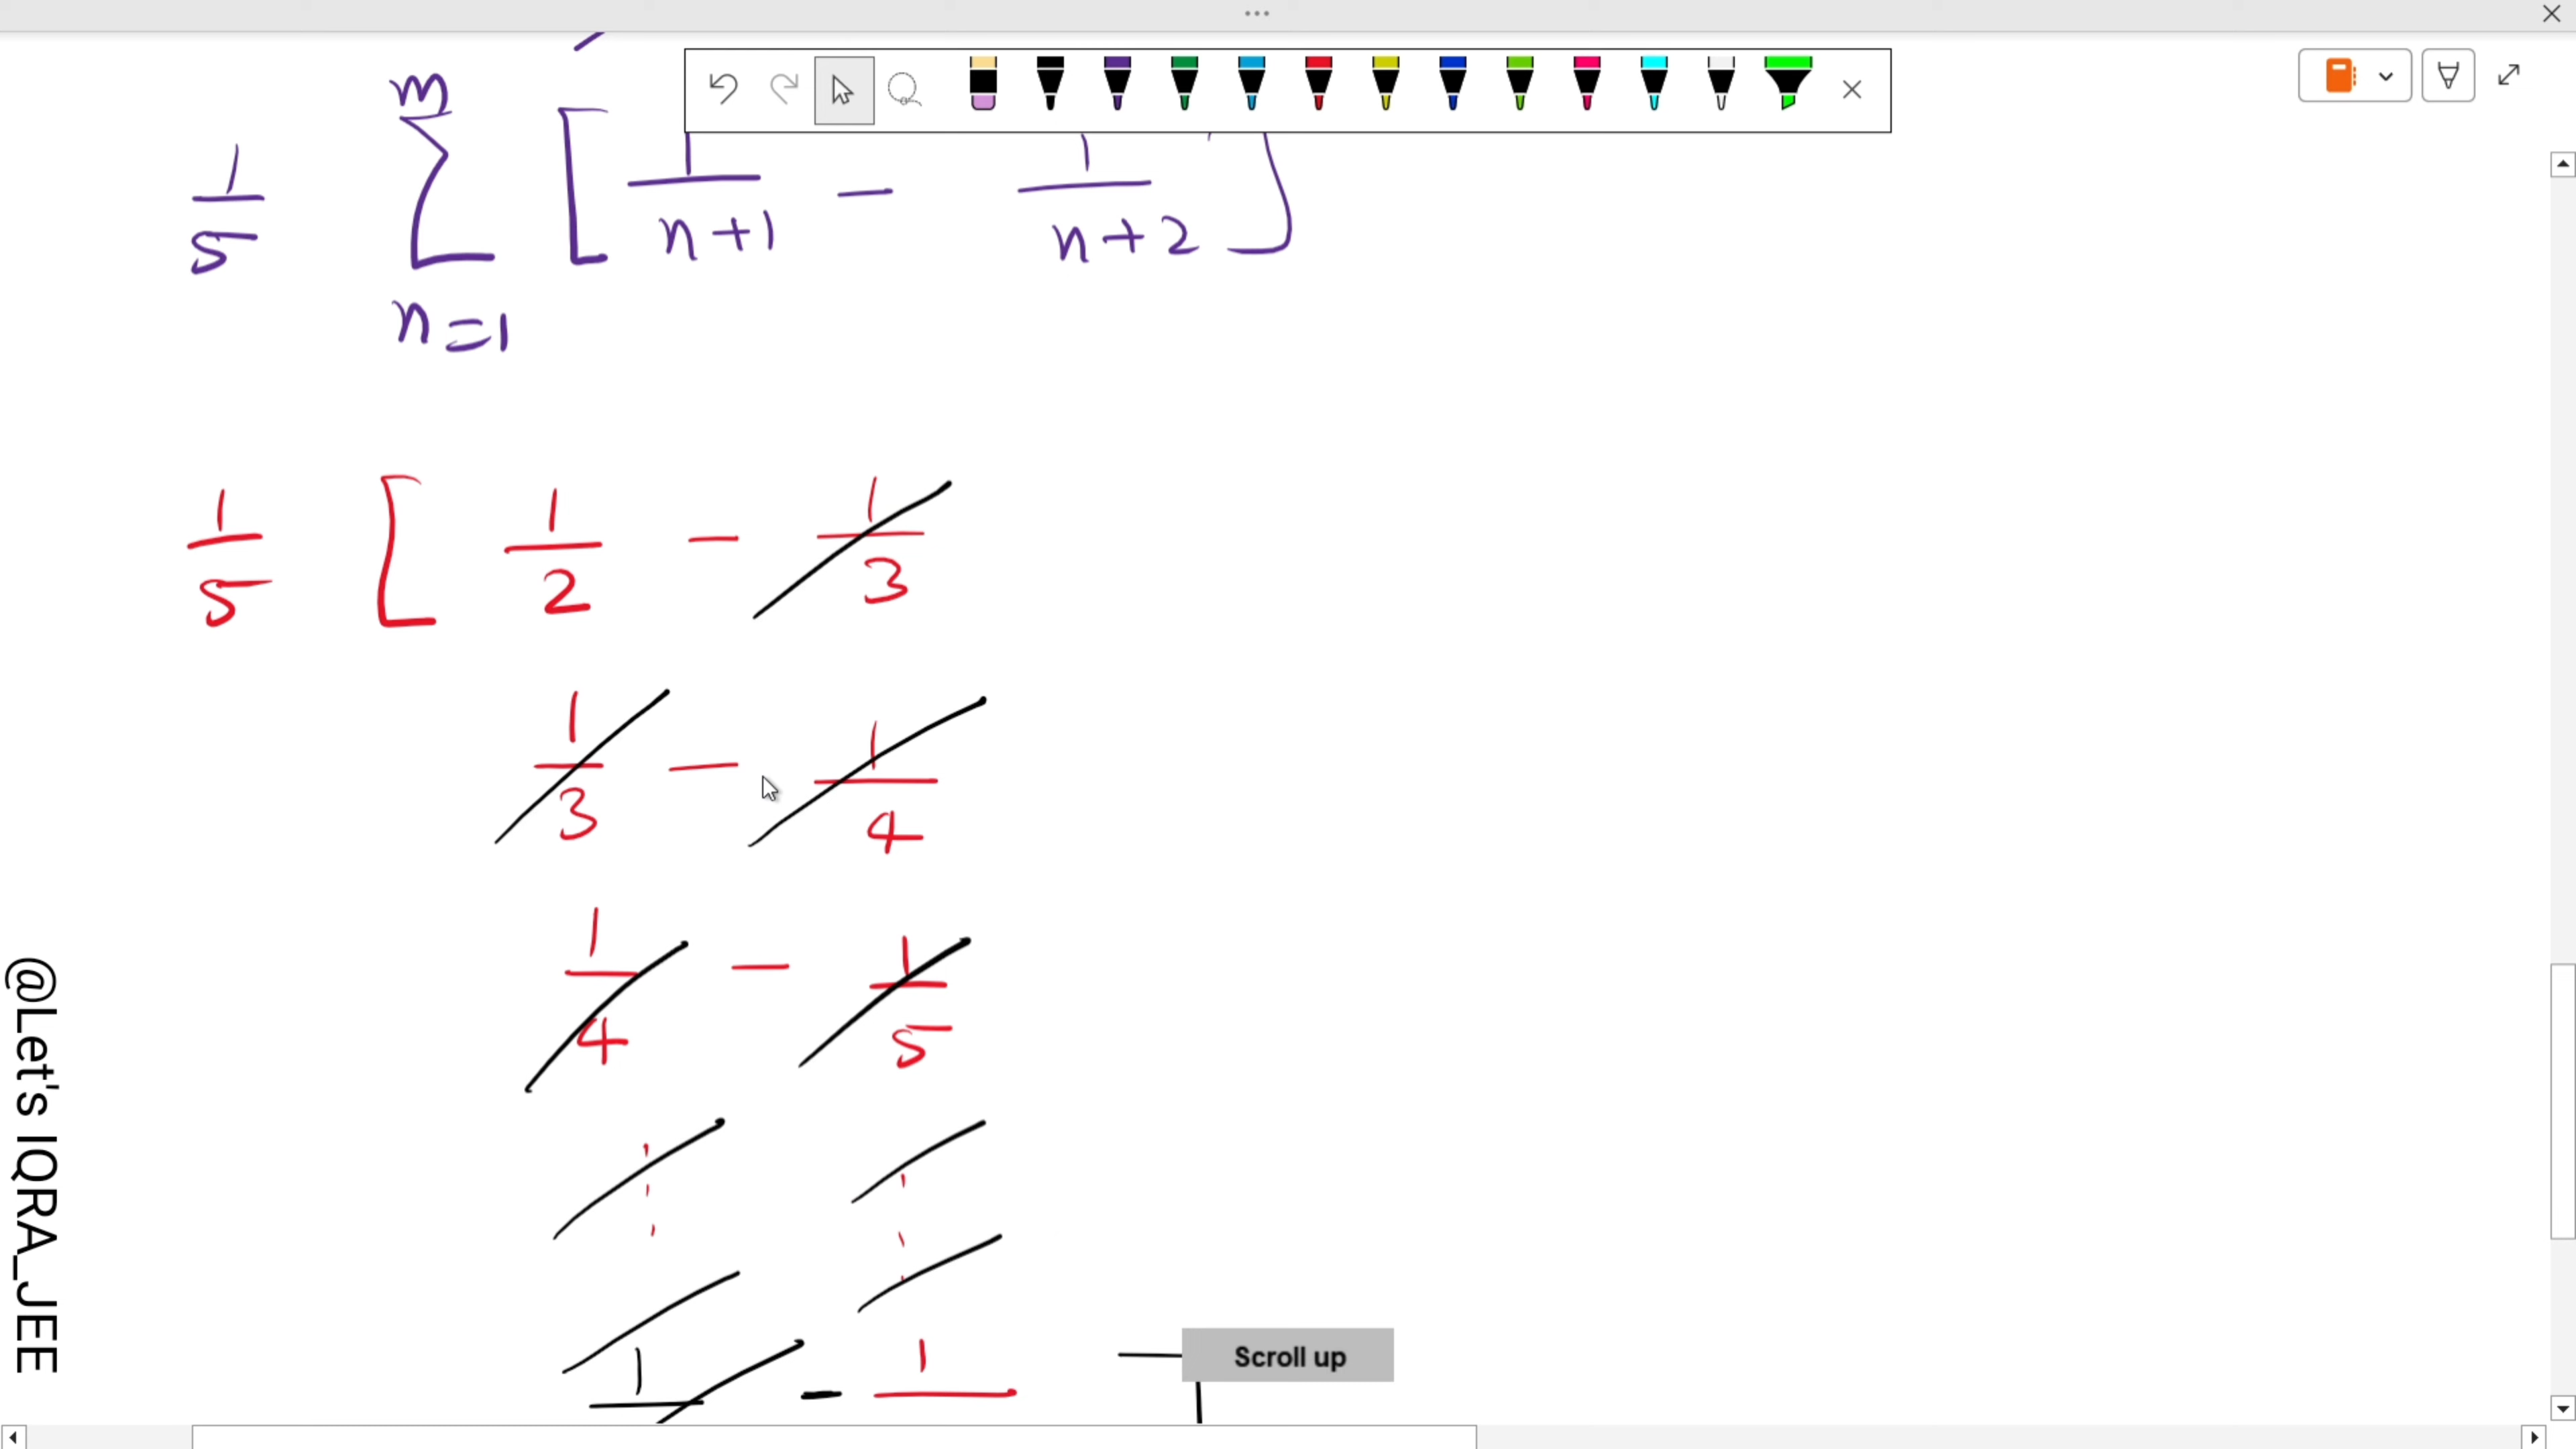 1/5 m∑n=1 [ 1/n+1 − 1/n+2 ]
1/5 [ 1/2 − 1/3
1/3 − 1/4
1/4 − 1/5
1 - 1
Scroll up
@Let's IQRA_JEE